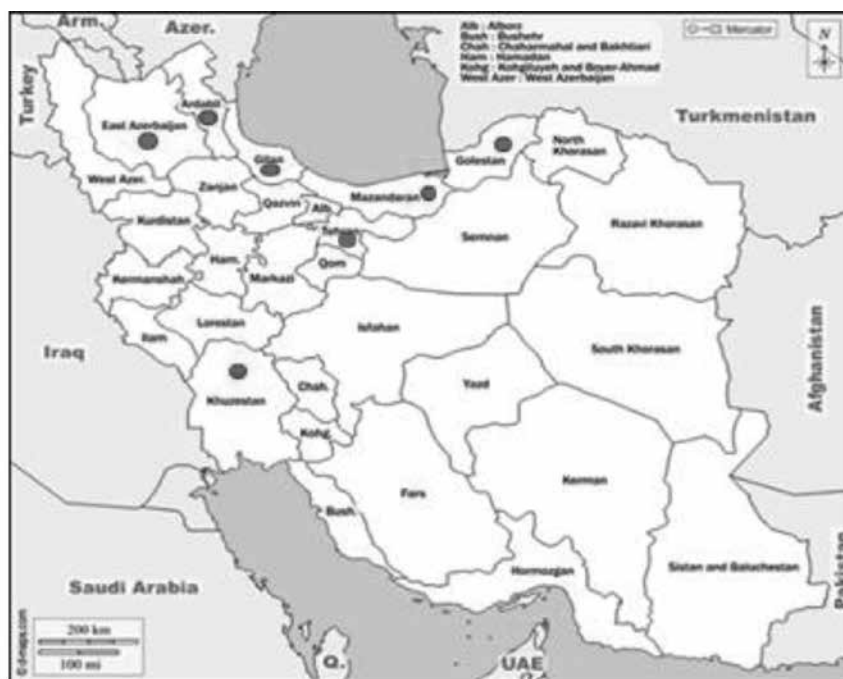 Arm.
Azer.
Alb : Alborz
Bush : Bushehr
Chah : Chaharmahal and Bakhtiari
Ham : Hamadan
Kohg : Kohgiluyeh and Boyer-Ahmad
West Azer : West Azerbaijan
Mercator
N
Turkey
Turkmenistan
Ardabil
East Azerbaijan
Gilan
Golestan
North
Khorasan
West Azer.
Zanjan
Mazandaran
Qazvin
Alb.
Kurdistan
Tehran
Semnan
Razavi Khorasan
Ham.
Markazi
Qom
Kermanshah
Ilam
Lorestan
Isfahan
Iraq
South Khorasan
Afghanistan
Khuzestan
Chah.
Yazd
Kohg.
Fars
Kerman
Bush.
Hormozgan
Sistan and Baluchestan
Pakistan
Saudi Arabia
200 km
100 mi
© d-maps.com
Q.
UAE